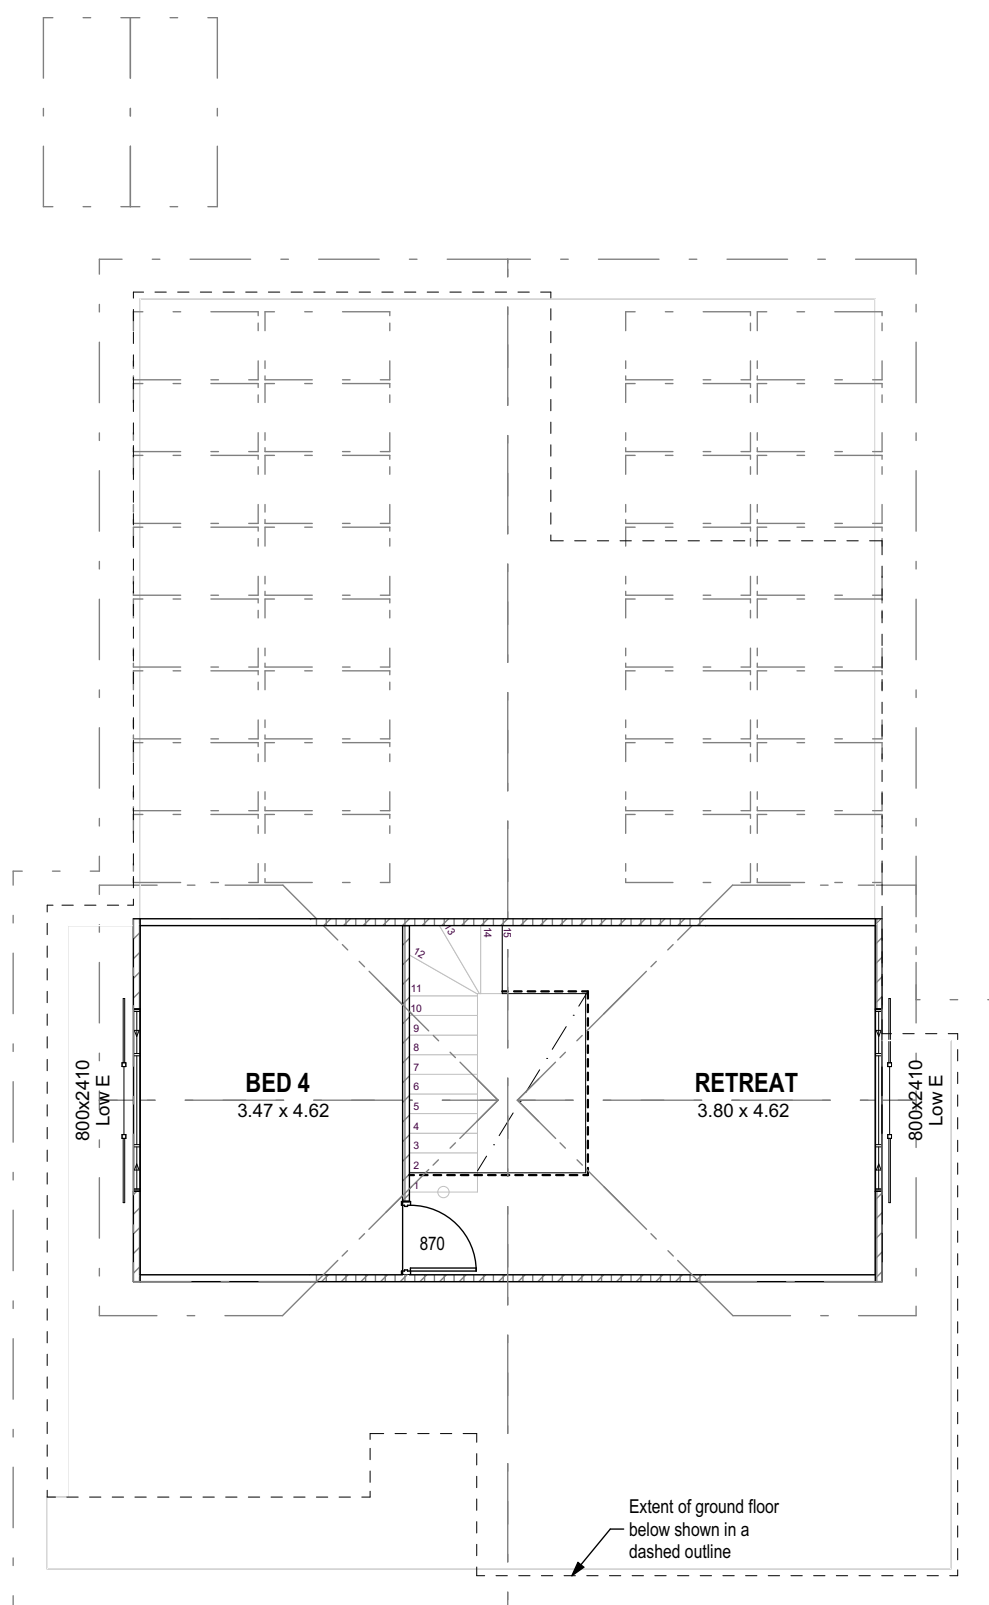 15
14
13
12
11
10
9
8
7
6
5
4
3
2
1
800x2410
Low E
BED 4
3.47 x 4.62
RETREAT
3.80 x 4.62
800x2410
Low E
870
Extent of ground floor
below shown in a
dashed outline